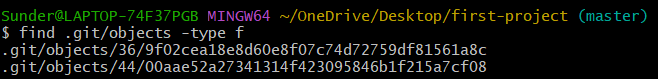 Sunder@LAPTOP-74F37PGB MINGW64 ~/OneDrive/Desktop/first-project (master)
$ find .git/objects -type f
.git/objects/36/9f02cea18e8d60e8f07c74d72759df81561a8c
.git/objects/44/00aae52a27341314f423095846b1f215a7cf08